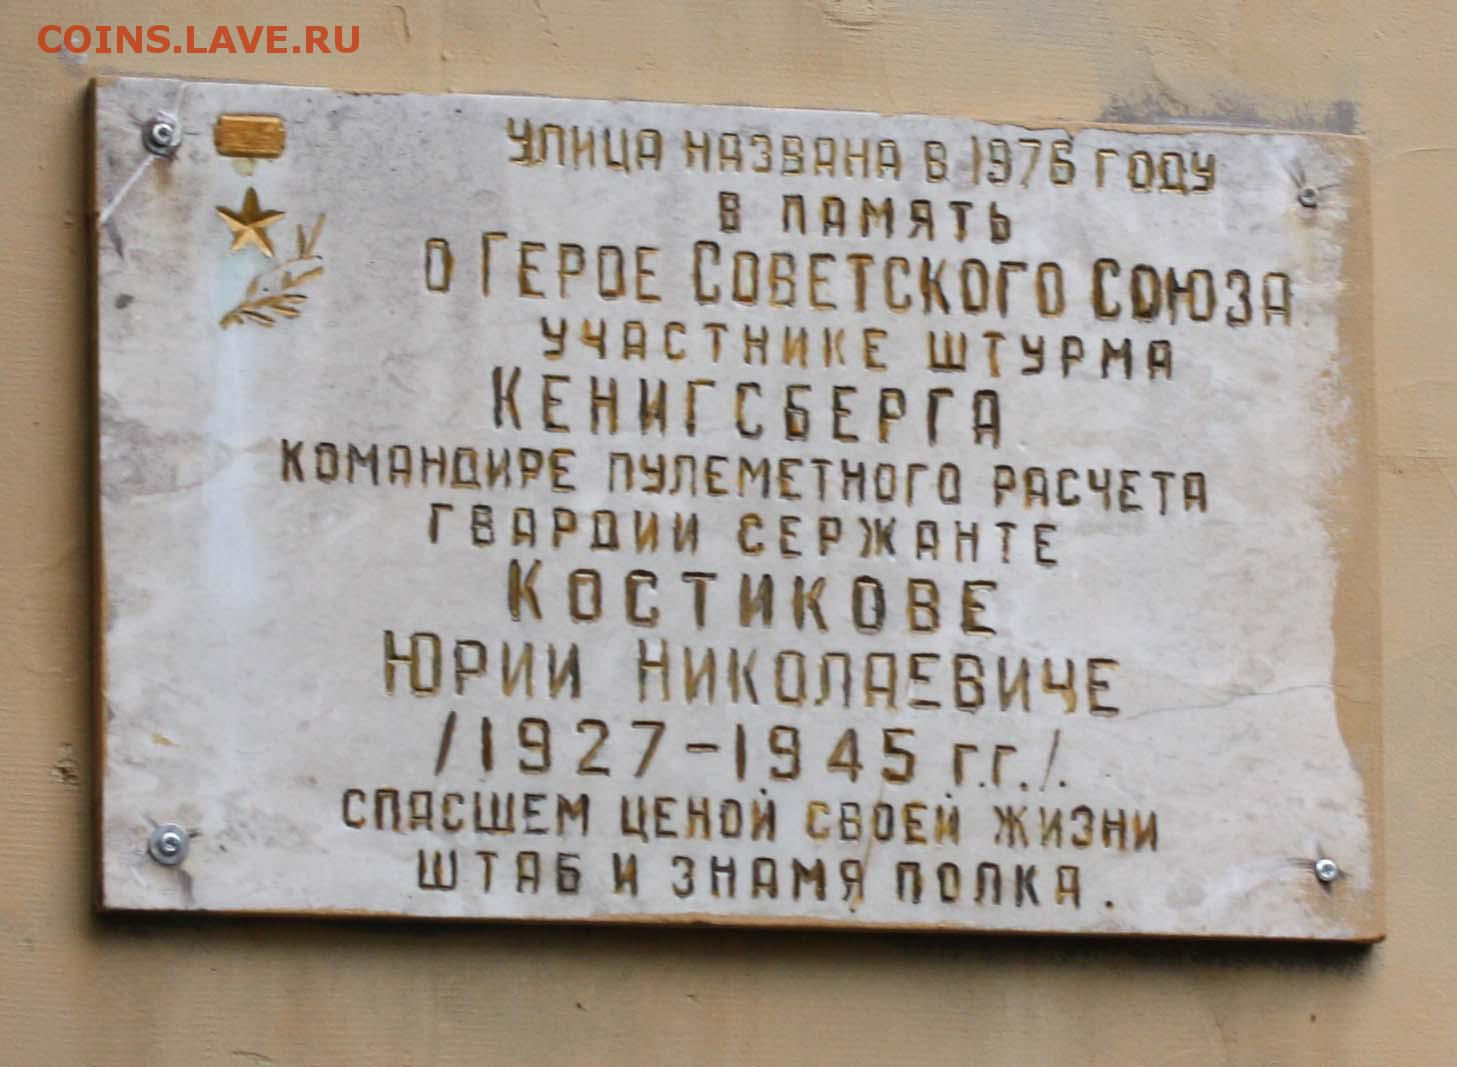 COINS.LAVE.RU
УЛИЦА НАЗВАНА В 1976 ГОДУ
В ПАМЯТЬ
О ГЕРОЕ СОВЕТСКОГО СОЮЗА
УЧАСТНИКЕ ШТУРМА
КЕНИГСБЕРГА
КОМАНДИРЕ ПУЛЕМЕТНОГО РАСЧЕТА
ГВАРДИИ СЕРЖАНТЕ
КОСТИКОВЕ
ЮРИИ НИКОЛАЕВИЧЕ
/1927-1945 Г.Г./.
СПАСШЕМ ЦЕНОЙ СВОЕЙ ЖИЗНИ
ШТАБ И ЗНАМЯ ПОЛКА.